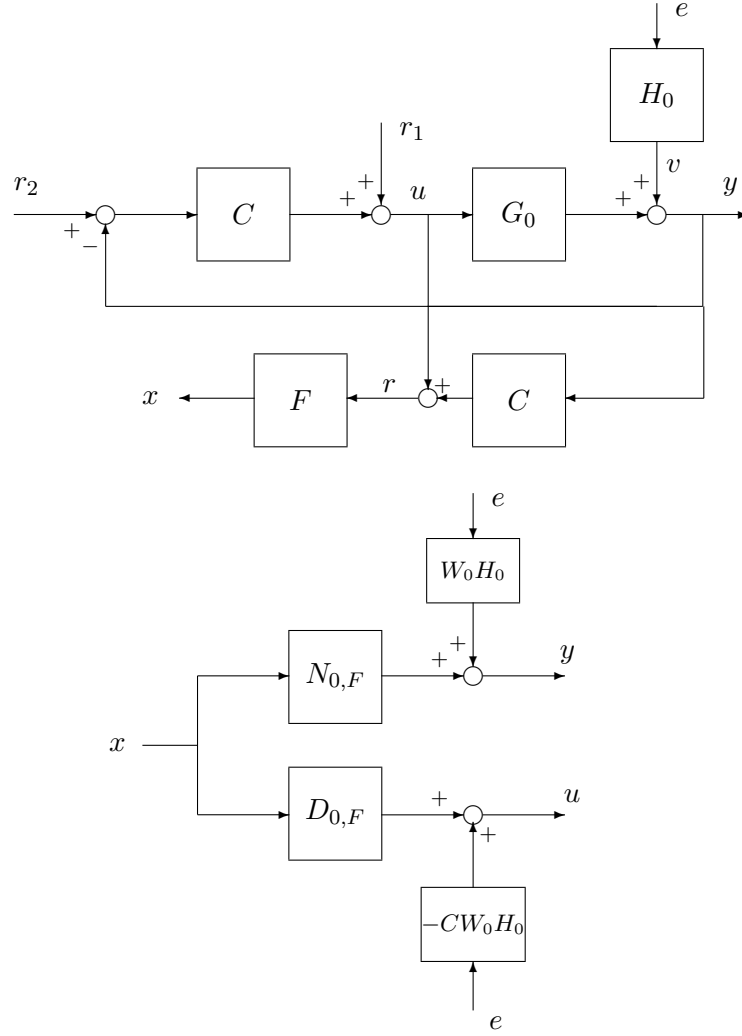 e
H₀
r₁
r₂ + − C + + u G₀ + + v y
x F r + C
e
W₀H₀
+
N₀,F + y
x
D₀,F + u
+
−CW₀H₀
e